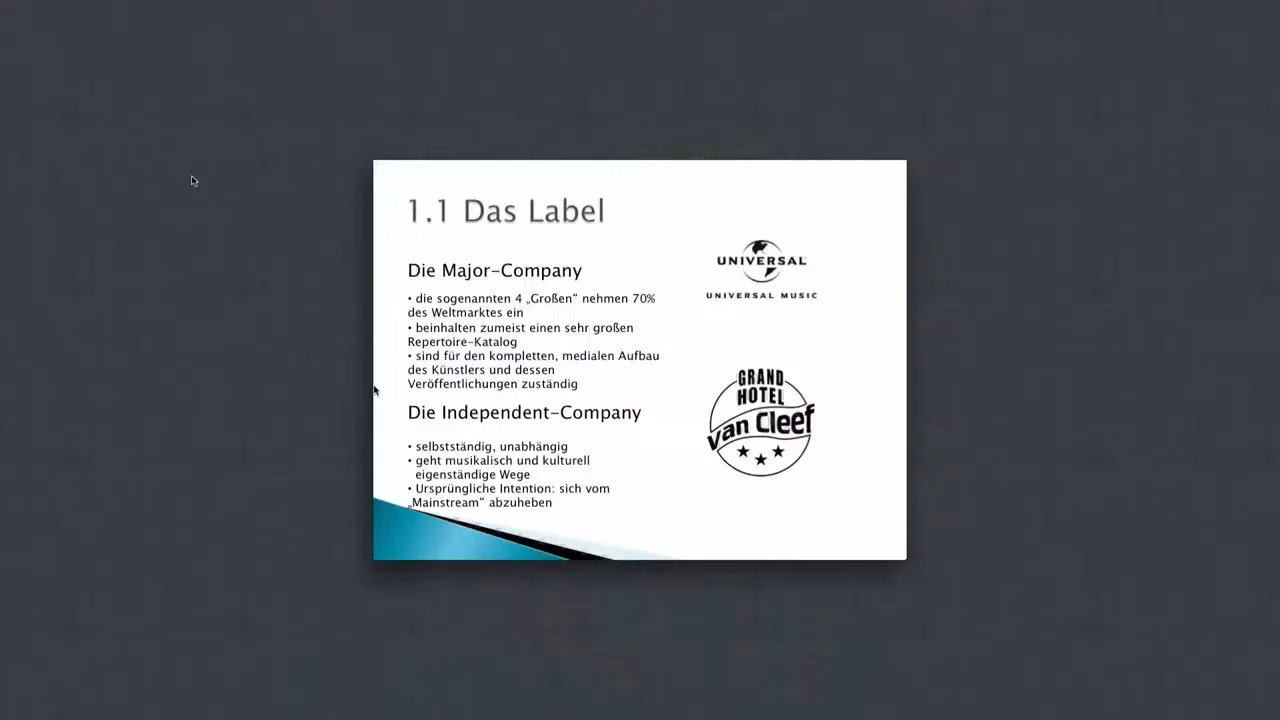 1.1 Das Label
Die Major-Company
• die sogenannten 4 „Großen“ nehmen 70%
des Weltmarktes ein
• beinhalten zumeist einen sehr großen
Repertoire-Katalog
• sind für den kompletten, medialen Aufbau
des Künstlers und dessen
Veröffentlichungen zuständig
Die Independent-Company
• selbstständig, unabhängig
• geht musikalisch und kulturell
eigenständige Wege
• Ursprüngliche Intention: sich vom
„Mainstream“ abzuheben
UNIVERSAL
UNIVERSAL MUSIC
GRAND
HOTEL
van Cleef